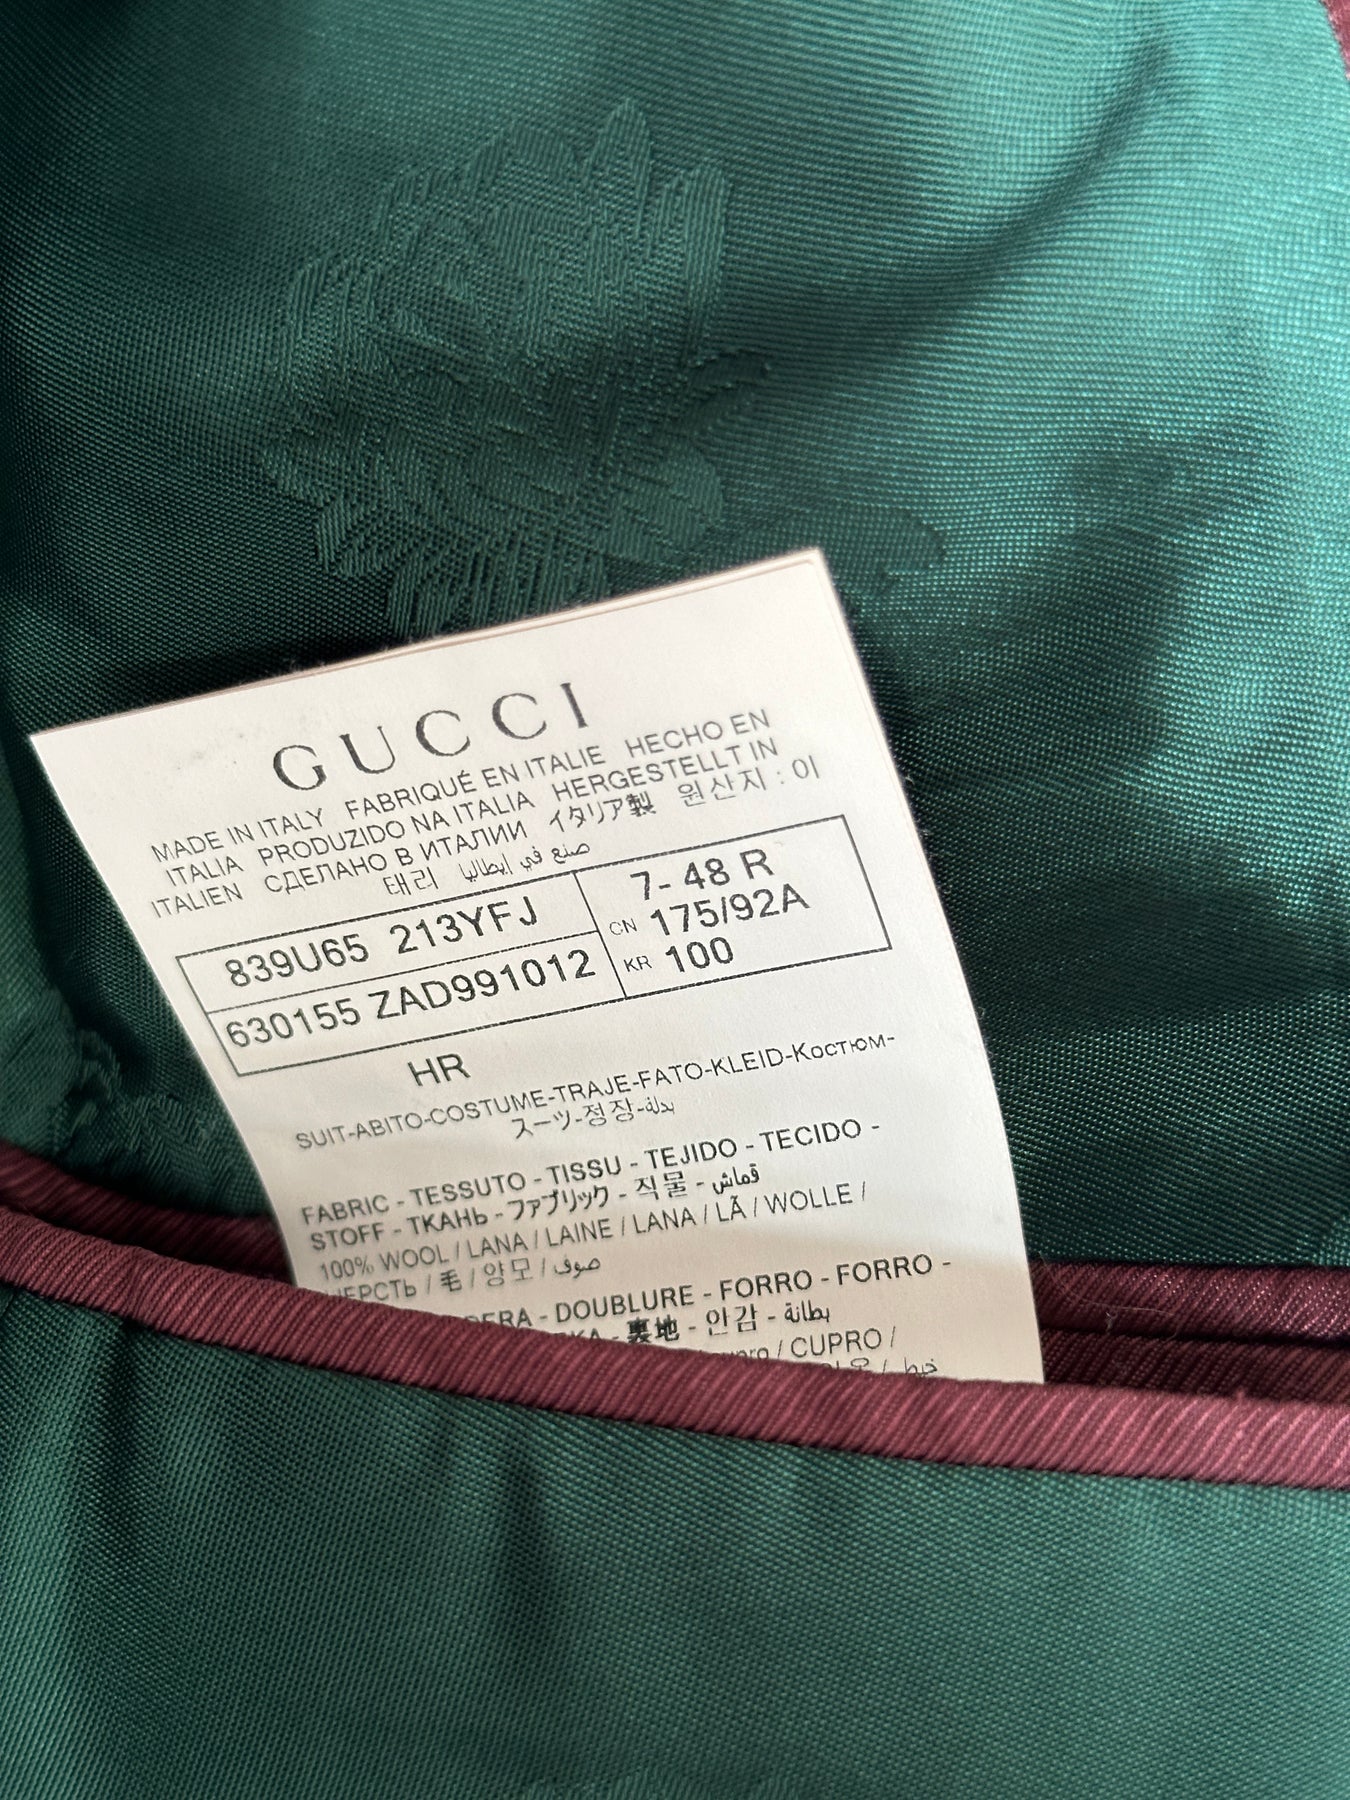 GUCCI
MADE IN ITALY FABRIQUÉ EN ITALIE HECHO EN
ITALIA PRODUZIDO NA ITALIA HERGESTELLT IN
ITALIEN СДЕЛАНО В ИТАЛИИ イタリア製 원산지 : 이
태리 صنع في إيطاليا
839U65 213YFJ
630155 ZAD991012
7- 48 R
CN 175/92A
KR 100
HR
SUIT-ABITO-COSTUME-TRAJE-FATO-KLEID-КОСТЮМ-
スーツ-정장-بدلة
FABRIC - TESSUTO - TISSU - TEJIDO - TECIDO -
STOFF - ТКАНЬ - ファブリック - 직물 - قماش
100% WOOL / LANA / LAINE / LANA / LÃ / WOLLE /
ШЕРСТЬ / 毛 / 양모 / صوف
DERA - DOUBLURE - FORRO - FORRO -
KA - 裏地 - 안감 - بطانة
upro / CUPRO /